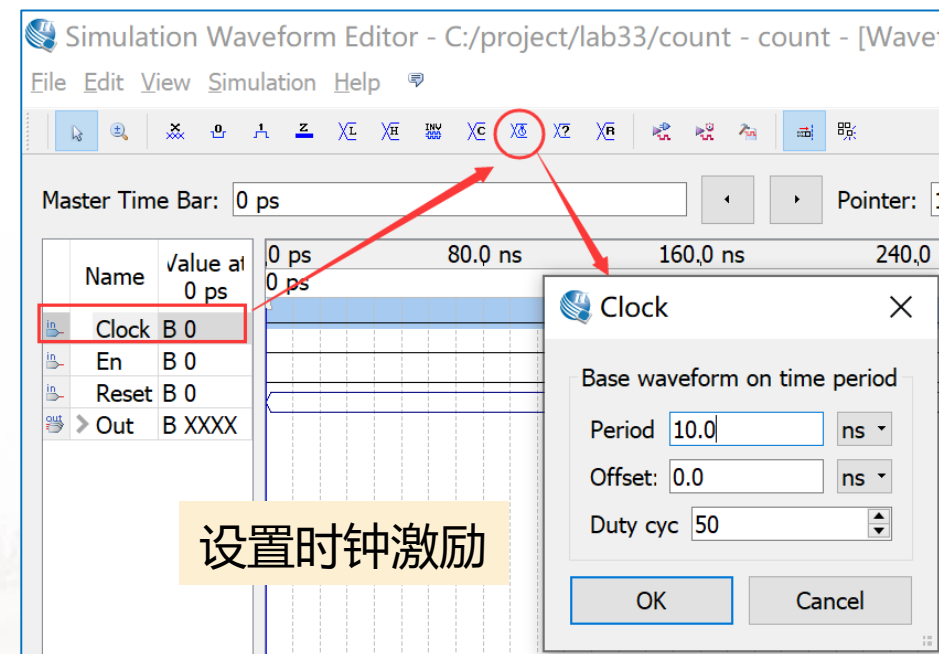 Simulation Waveform Editor - C:/project/lab33/count - count - [Wave
File Edit View Simulation Help
Master Time Bar: 0 ps
Pointer:
Name
Value at
0 ps
0 ps 80.0 ns 160.0 ns 240.0
0 ps
Clock B 0
En B 0
Reset B 0
Out B XXXX
设置时钟激励
Clock
Base waveform on time period
Period 10.0 ns
Offset: 0.0 ns
Duty cyc 50
OK Cancel